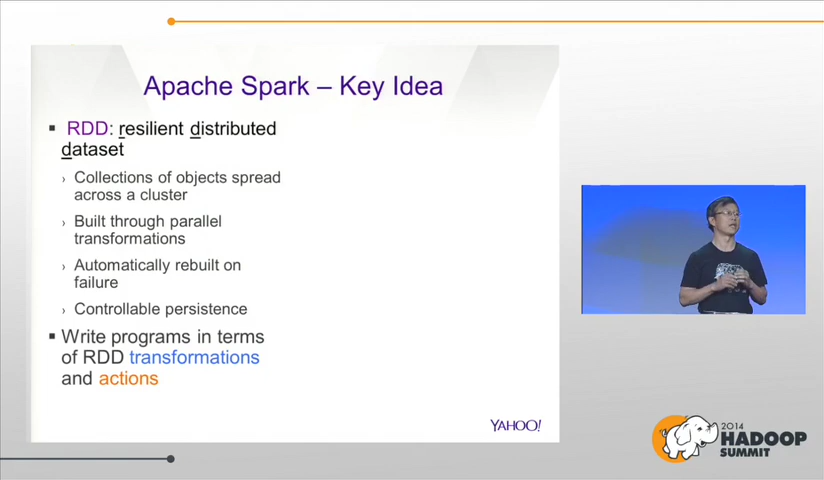 Apache Spark – Key Idea
▪ RDD: resilient distributed
dataset
› Collections of objects spread
across a cluster
› Built through parallel
transformations
› Automatically rebuilt on
failure
› Controllable persistence
▪ Write programs in terms
of RDD transformations
and actions
YAHOO!
2014
HADOOP
SUMMIT